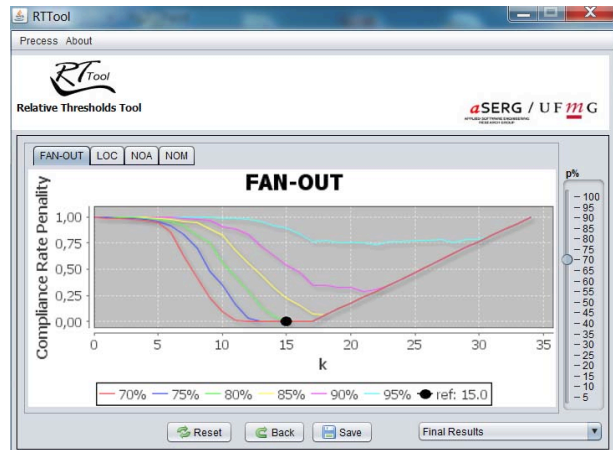 RTTool
Precess About
RTTool
Relative Thresholds Tool
aSERG / UFmG
FAN-OUT LOC NOA NOM
FAN-OUT
Compliance Rate Penality
1,00
0,75
0,50
0,25
0,00
0 5 10 15 20 25 30 35
k
70% 75% 80% 85% 90% 95% ref: 15.0
p%
100
95
90
85
80
75
70
65
60
55
50
45
40
35
30
25
20
15
10
5
Reset Back Save Final Results